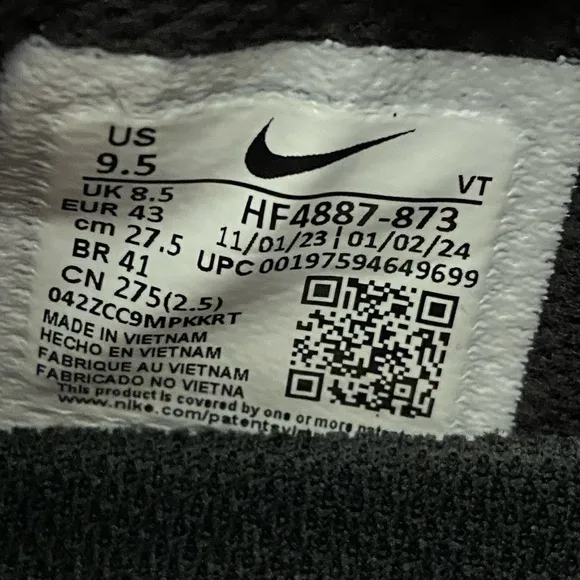 US
9.5
UK 8.5
EUR 43
cm 27.5
BR 41
CN 275(2.5)
042ZCC9MPKKRT
VT
HF4887-873
11/01/23 | 01/02/24
UPC 00197594649699
MADE IN VIETNAM
HECHO EN VIETNAM
FABRIQUE AU VIETNAM
FABRICADO NO VIETNA
This product is covered by one or more
www.nike.com/patents